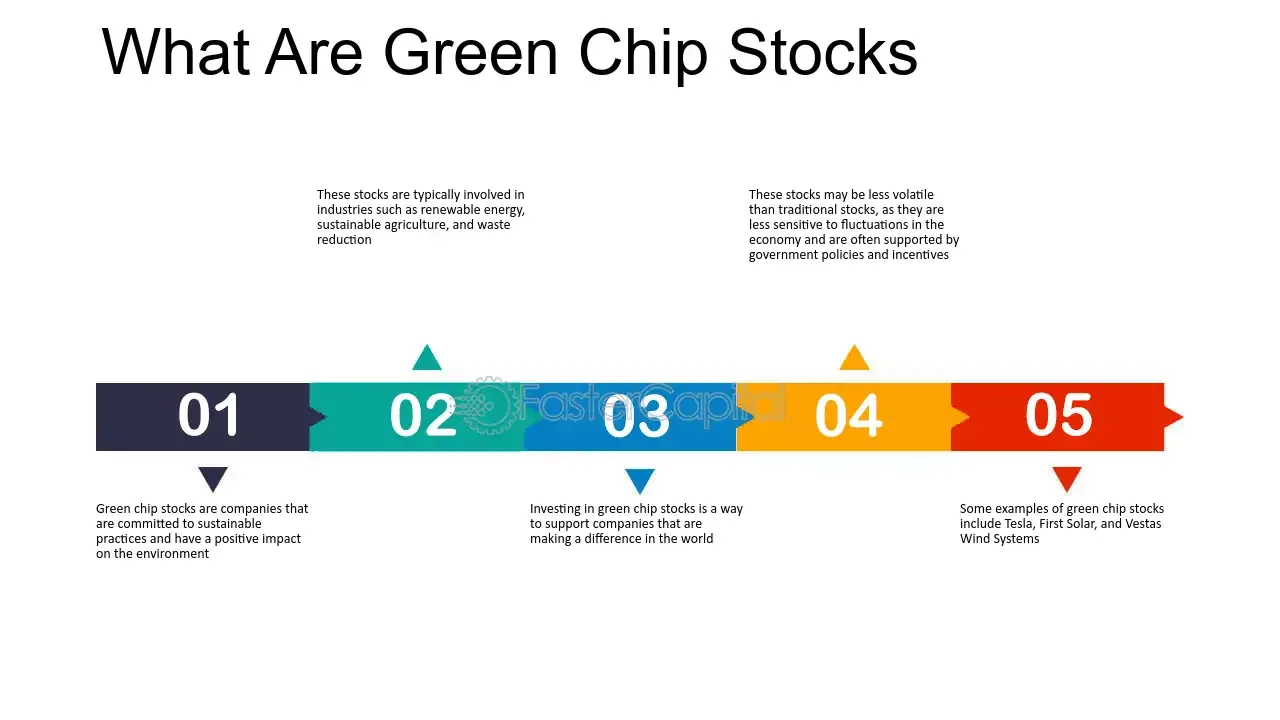 What Are Green Chip Stocks
01
Green chip stocks are companies that
are committed to sustainable
practices and have a positive impact
on the environment
02
These stocks are typically involved in
industries such as renewable energy,
sustainable agriculture, and waste
reduction
03
Investing in green chip stocks is a way
to support companies that are
making a difference in the world
04
These stocks may be less volatile
than traditional stocks, as they are
less sensitive to fluctuations in the
economy and are often supported by
government policies and incentives
05
Some examples of green chip stocks
include Tesla, First Solar, and Vestas
Wind Systems
FasterCapital